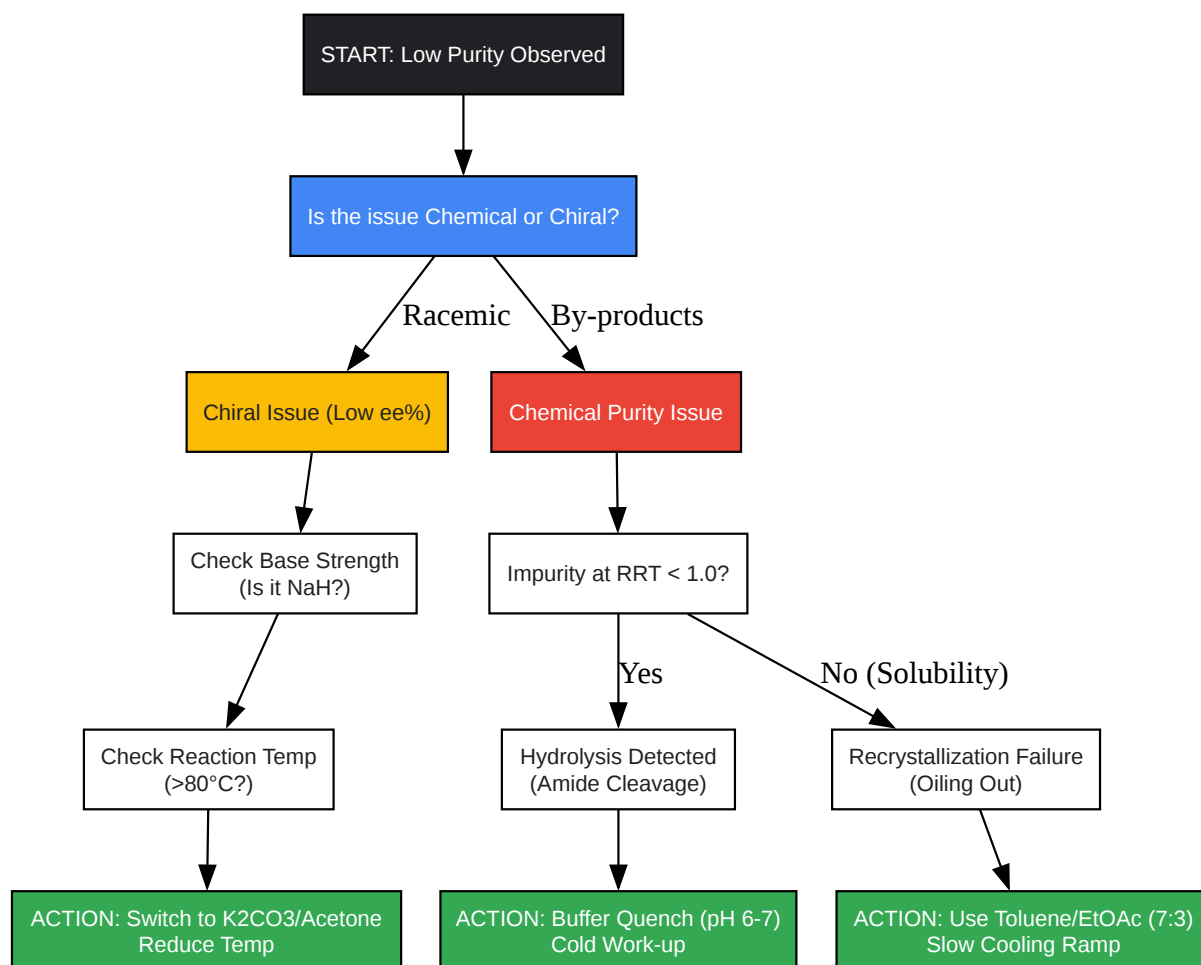 START: Low Purity Observed
Is the issue Chemical or Chiral?
Racemic
By-products
Chiral Issue (Low ee%)
Chemical Purity Issue
Check Base Strength
(Is it NaH?)
Impurity at RRT < 1.0?
Yes
No (Solubility)
Check Reaction Temp
(>80°C?)
Hydrolysis Detected
(Amide Cleavage)
Recrystallization Failure
(Oiling Out)
ACTION: Switch to K2CO3/Acetone
Reduce Temp
ACTION: Buffer Quench (pH 6-7)
Cold Work-up
ACTION: Use Toluene/EtOAc (7:3)
Slow Cooling Ramp